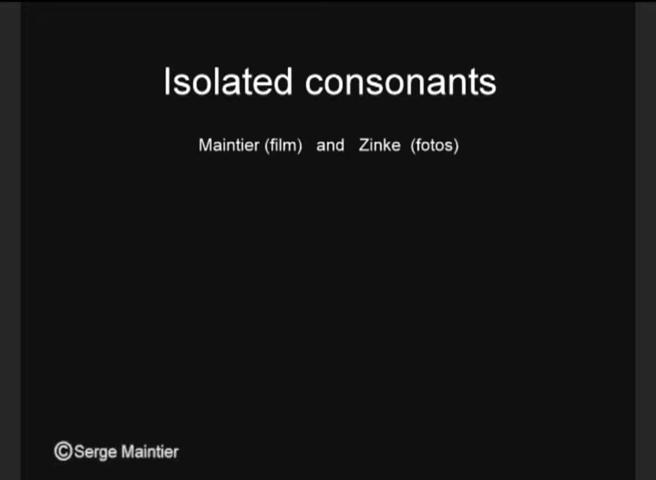 Isolated consonants
Maintier (film) and Zinke (fotos)
©Serge Maintier